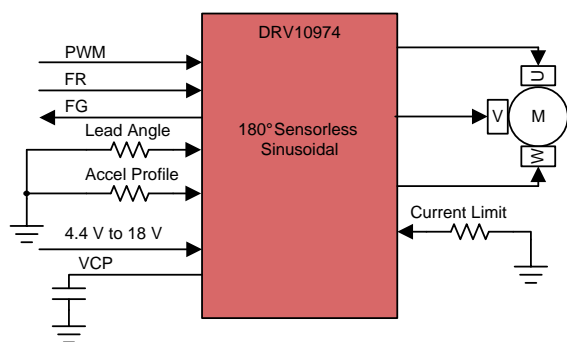 DRV10974
PWM
FR
FG
Lead Angle
Accel Profile
4.4 V to 18 V
VCP
180°Sensorless
Sinusoidal
U
V
M
W
Current Limit